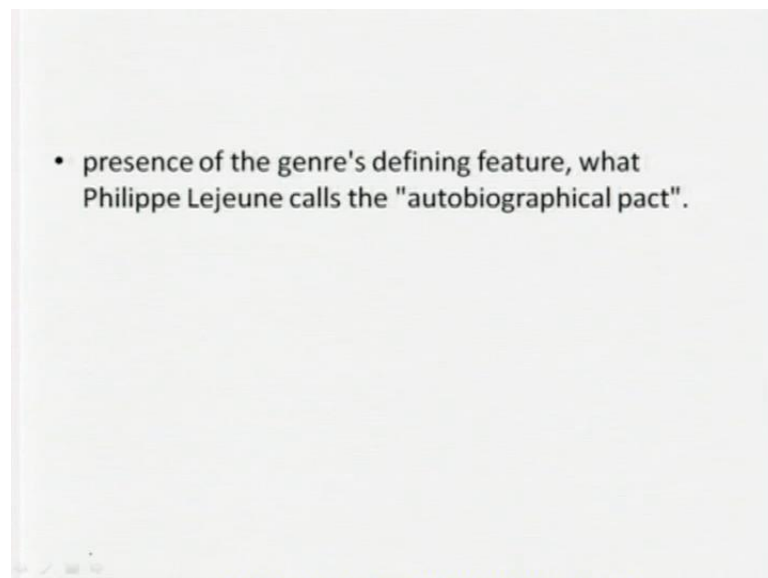 • presence of the genre's defining feature, what
Philippe Lejeune calls the "autobiographical pact".